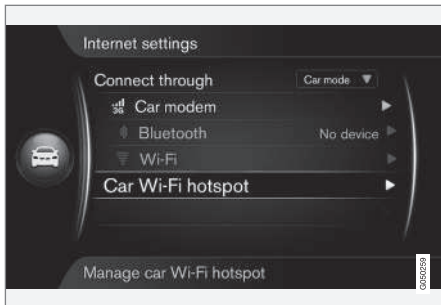 Internet settings
Connect through Car mode
3G Car modem
Bluetooth No device
Wi-Fi
Car Wi-Fi hotspot
Manage car Wi-Fi hotspot
G050259